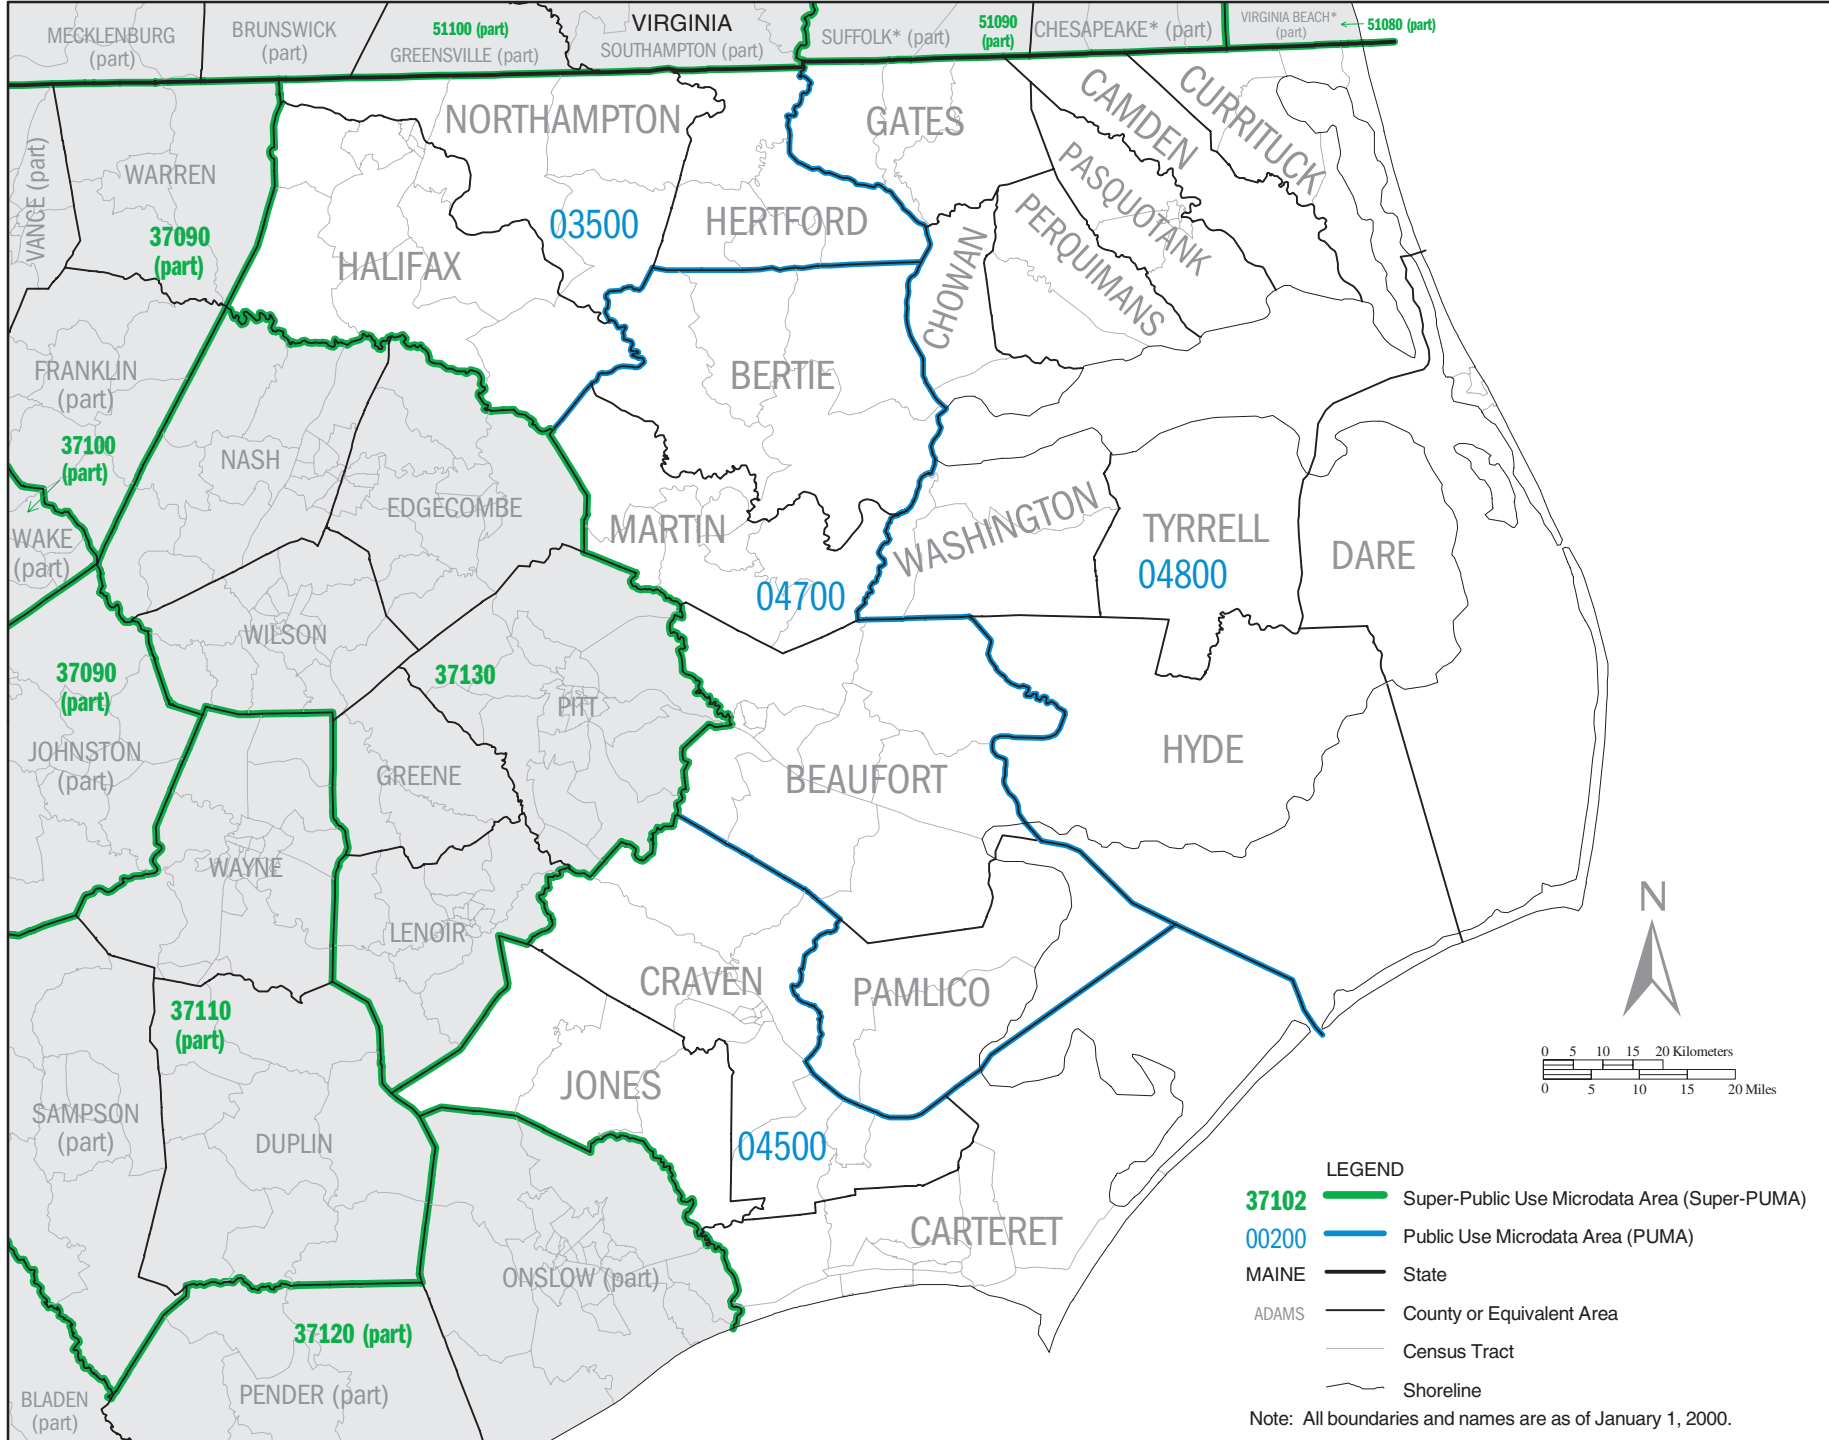 MECKLENBURG
(part)
BRUNSWICK
(part)
51100 (part)
GREENSVILLE (part)
VIRGINIA
SOUTHAMPTON (part)
SUFFOLK* (part)
51090
(part)
CHESAPEAKE* (part)
VIRGINIA BEACH*
(part)
51080 (part)
VANCE (part)
WARREN
37090
(part)
NORTHAMPTON
03500
HALIFAX
HERTFORD
GATES
CAMDEN
CURRITUCK
PASQUOTANK
PERQUIMANS
CHOWAN
FRANKLIN
(part)
37100
(part)
NASH
EDGECOMBE
BERTIE
MARTIN
04700
WASHINGTON
TYRRELL
04800
DARE
WAKE
(part)
WILSON
37130
PITT
37090
(part)
JOHNSTON
(part)
GREENE
BEAUFORT
HYDE
WAYNE
LENOIR
CRAVEN
PAMLICO
37110
(part)
JONES
SAMPSON
(part)
DUPLIN
04500
CARTERET
ONSLOW (part)
37120 (part)
PENDER (part)
BLADEN
(part)
N
0 5 10 15 20 Kilometers
0 5 10 15 20 Miles
LEGEND
37102 Super-Public Use Microdata Area (Super-PUMA)
00200 Public Use Microdata Area (PUMA)
MAINE State
ADAMS County or Equivalent Area
Census Tract
Shoreline
Note: All boundaries and names are as of January 1, 2000.